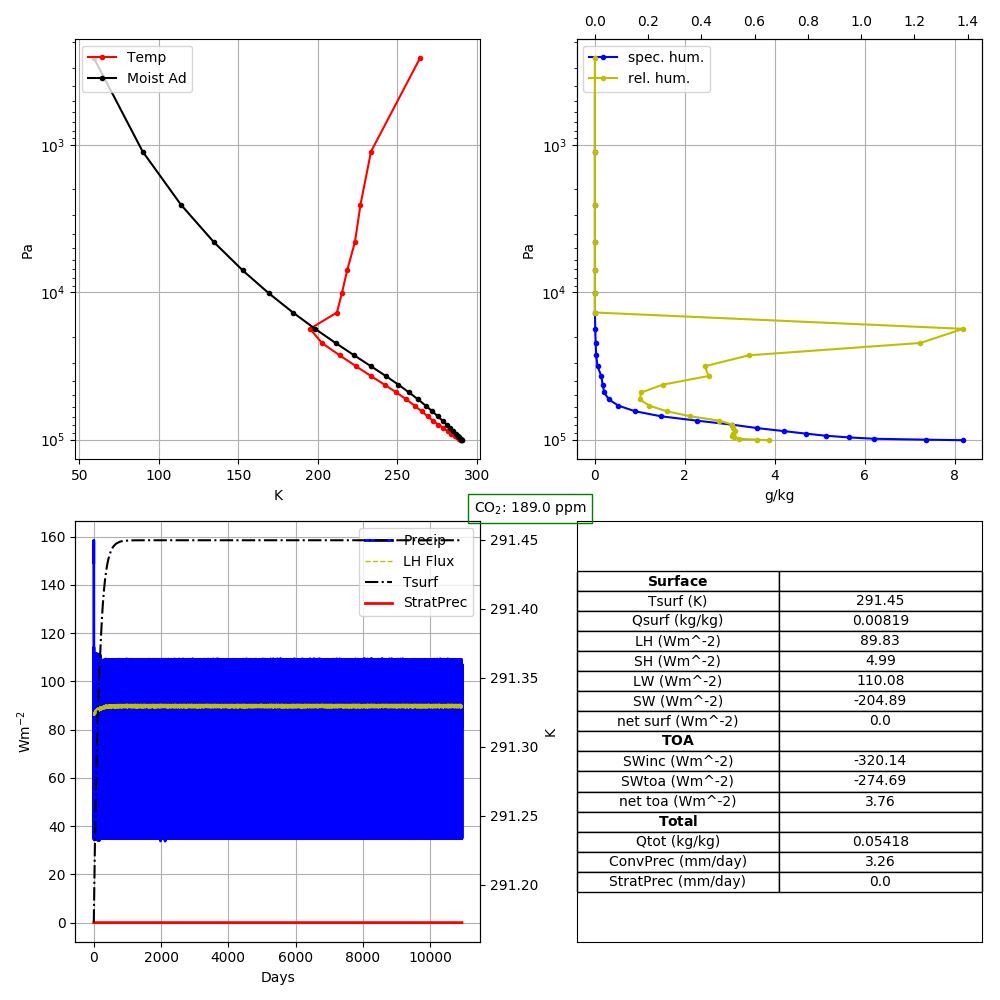 0.0 0.2 0.4 0.6 0.8 1.0 1.2 1.4
Temp
Moist Ad
10^3
10^4
10^5
Pa
50 100 150 200 250 300
K
spec. hum.
rel. hum.
10^3
10^4
10^5
Pa
0 2 4 6 8
g/kg
CO₂: 189.0 ppm
Precip
LH Flux
Tsurf
StratPrec
160
140
120
100
80
60
40
20
0
Wm⁻²
291.45
291.40
291.35
291.30
291.25
291.20
K
0 2000 4000 6000 8000 10000
Days
Surface
Tsurf (K) 291.45
Qsurf (kg/kg) 0.00819
LH (Wm^-2) 89.83
SH (Wm^-2) 4.99
LW (Wm^-2) 110.08
SW (Wm^-2) -204.89
net surf (Wm^-2) 0.0
TOA
SWinc (Wm^-2) -320.14
SWtoa (Wm^-2) -274.69
net toa (Wm^-2) 3.76
Total
Qtot (kg/kg) 0.05418
ConvPrec (mm/day) 3.26
StratPrec (mm/day) 0.0